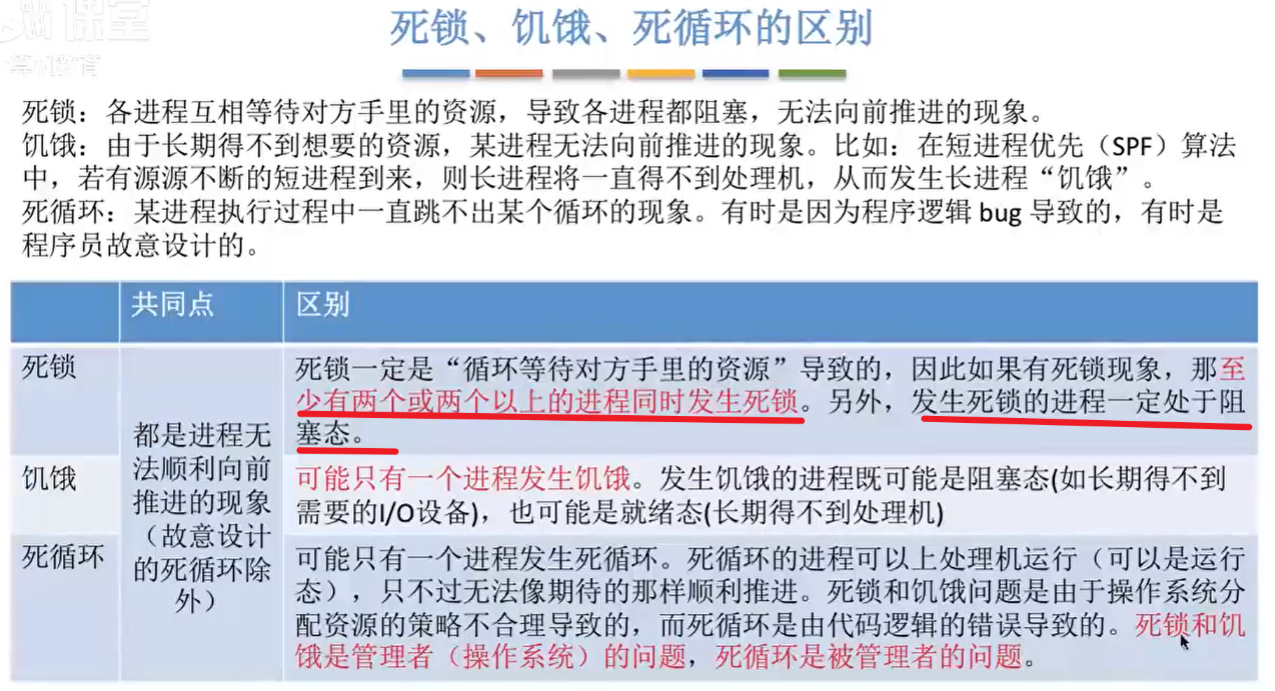 课堂
教育
死锁、饥饿、死循环的区别
死锁：各进程互相等待对方手里的资源，导致各进程都阻塞，无法向前推进的现象。
饥饿：由于长期得不到想要的资源，某进程无法向前推进的现象。比如：在短进程优先（SPF）算法
中，若有源源不断的短进程到来，则长进程将一直得不到处理机，从而发生长进程“饥饿”。
死循环：某进程执行过程中一直跳不出某个循环的现象。有时是因为程序逻辑 bug 导致的，有时是
程序员故意设计的。
共同点
区别
死锁
都是进程无
法顺利向前
推进的现象
（故意设计
的死循环除
外）
死锁一定是“循环等待对方手里的资源”导致的，因此如果有死锁现象，那至
少有两个或两个以上的进程同时发生死锁。另外，发生死锁的进程一定处于阻
塞态。
饥饿
可能只有一个进程发生饥饿。发生饥饿的进程既可能是阻塞态(如长期得不到
需要的I/O设备)，也可能是就绪态(长期得不到处理机)
死循环
可能只有一个进程发生死循环。死循环的进程可以上处理机运行（可以是运行
态），只不过无法像期待的那样顺利推进。死锁和饥饿问题是由于操作系统分
配资源的策略不合理导致的，而死循环是由代码逻辑的错误导致的。死锁和饥
饿是管理者（操作系统）的问题，死循环是被管理者的问题。